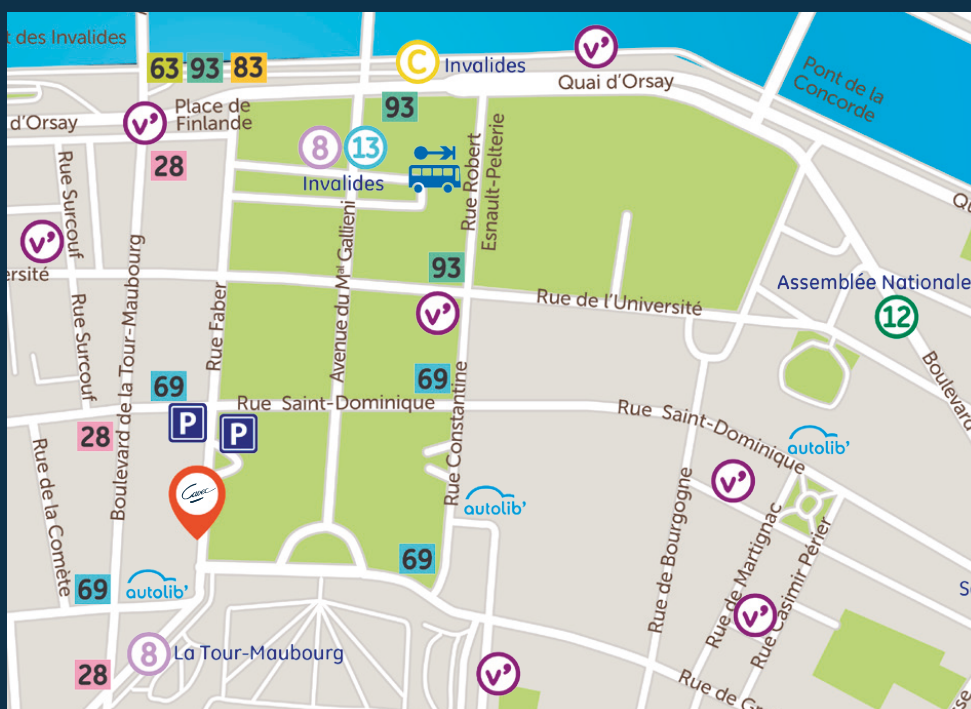 t des Invalides
63 93 83
C Invalides
v'
Quai d'Orsay
Pont de la
Concorde
d'Orsay
v'
Place de
Finlande
93
28
8 13
Invalides
Rue Robert
Esnault-Pelterie
Rue Surcouf
v'
ersité
Boulevard de la Tour-Maubourg
Avenue du Mal Gallieni
93
Qu
Assemblée Nationale
12
Rue de l'Université
v'
Rue Surcouf
Rue Faber
69
69
Boulevard
Rue Saint-Dominique
Rue Saint-Dominique
P
P
28
autolib'
Rue de la Comète
Cavec
Rue Constantine
autolib'
v'
Rue de Bourgogne
Rue de Martignac
Rue Casimir Périer
69
69
autolib'
S
v'
8 La Tour-Maubourg
28
v'
Rue de Gr